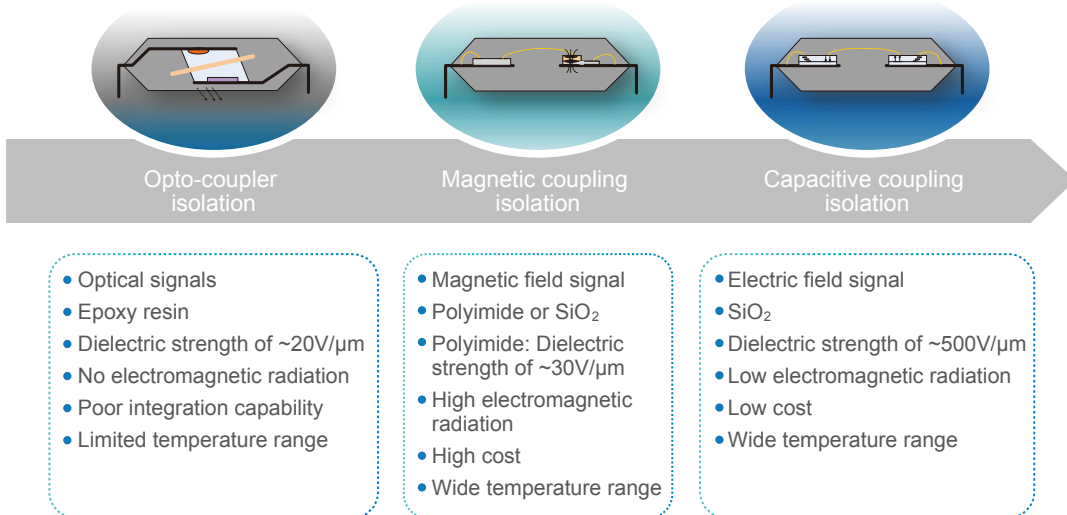 Opto-coupler
isolation
Magnetic coupling
isolation
Capacitive coupling
isolation
• Optical signals
• Epoxy resin
• Dielectric strength of ~20V/μm
• No electromagnetic radiation
• Poor integration capability
• Limited temperature range
• Magnetic field signal
• Polyimide or SiO₂
• Polyimide: Dielectric
strength of ~30V/μm
• High electromagnetic
radiation
• High cost
• Wide temperature range
• Electric field signal
• SiO₂
• Dielectric strength of ~500V/μm
• Low electromagnetic radiation
• Low cost
• Wide temperature range